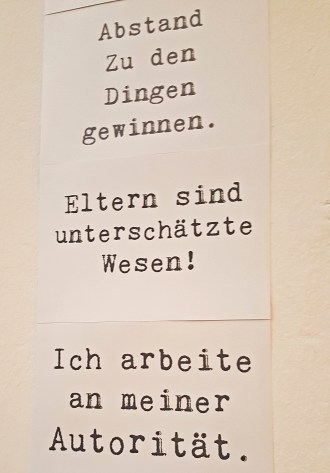 Abstand
Zu den
Dingen
gewinnen.
Eltern sind
unterschätzte
Wesen!
Ich arbeite
an meiner
Autorität.